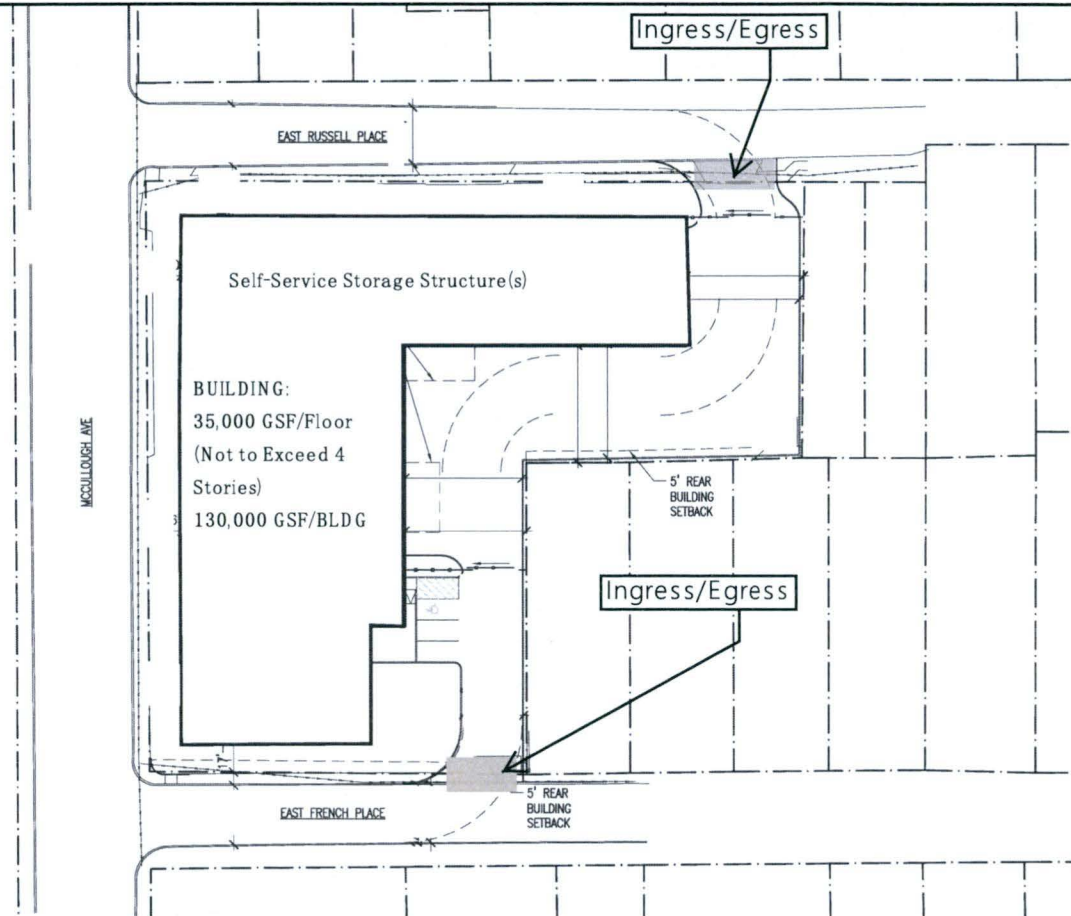 Ingress/Egress
EAST RUSSELL PLACE
Self-Service Storage Structure(s)
BUILDING:
35,000 GSF/Floor
(Not to Exceed 4
Stories)
130,000 GSF/BLDG
MCCULLOUGH AVE
5' REAR
BUILDING
SETBACK
Ingress/Egress
5' REAR
BUILDING
SETBACK
EAST FRENCH PLACE